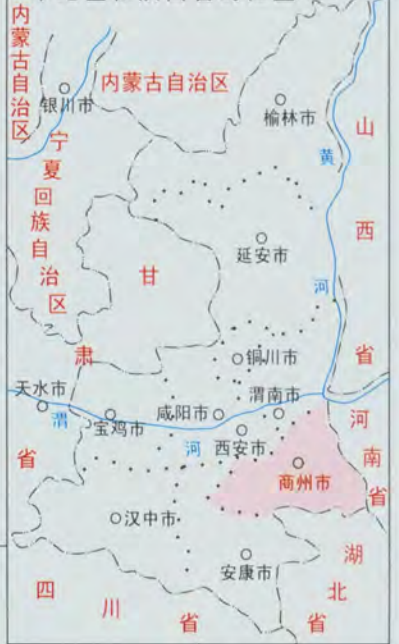 内蒙古自治区
内蒙古自治区
银川市
榆林市
宁夏回族自治区
黄
河
山西省
延安市
甘
肃
省
铜川市
天水市
渭
河
宝鸡市
咸阳市
渭南市
西安市
河南省
商州市
汉中市
安康市
湖北省
四川省